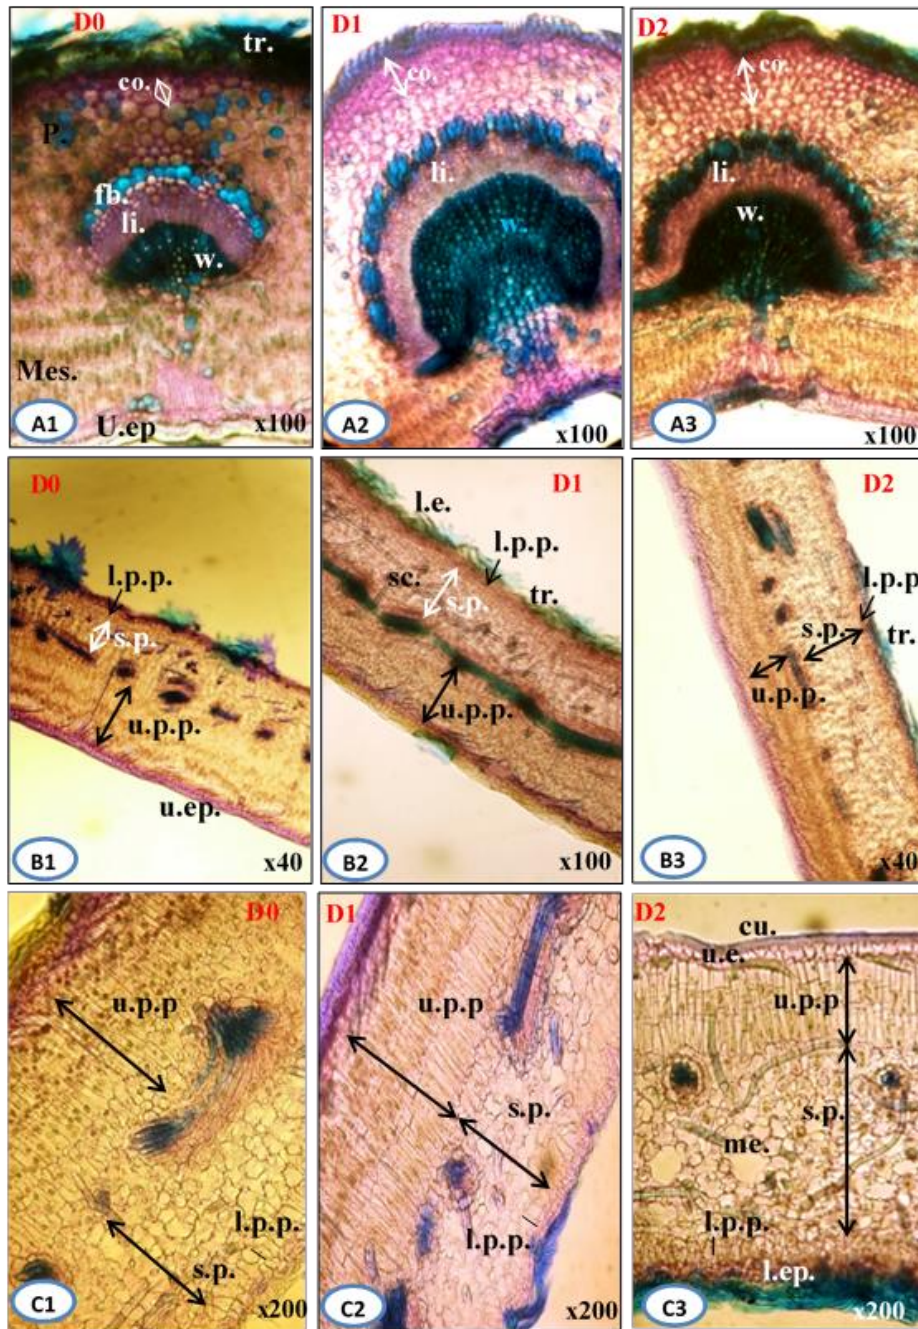 D0
tr.
co.
P.
fb.
li.
w.
Mes.
A1
U.ep
x100
D1
co.
li.
w.
A2
x100
D2
co.
li.
w.
A3
x100
D0
l.p.p.
s.p.
u.p.p.
u.ep.
B1
x40
D1
l.e.
l.p.p.
sc.
s.p.
tr.
u.p.p.
B2
x100
D2
l.p.p
s.p.
tr.
u.p.p.
B3
x40
D0
u.p.p
l.p.p.
s.p.
C1
x200
D1
u.p.p
s.p.
l.p.p.
C2
x200
D2
cu.
u.e.
u.p.p
s.p.
me.
l.p.p.
l.ep.
C3
x200